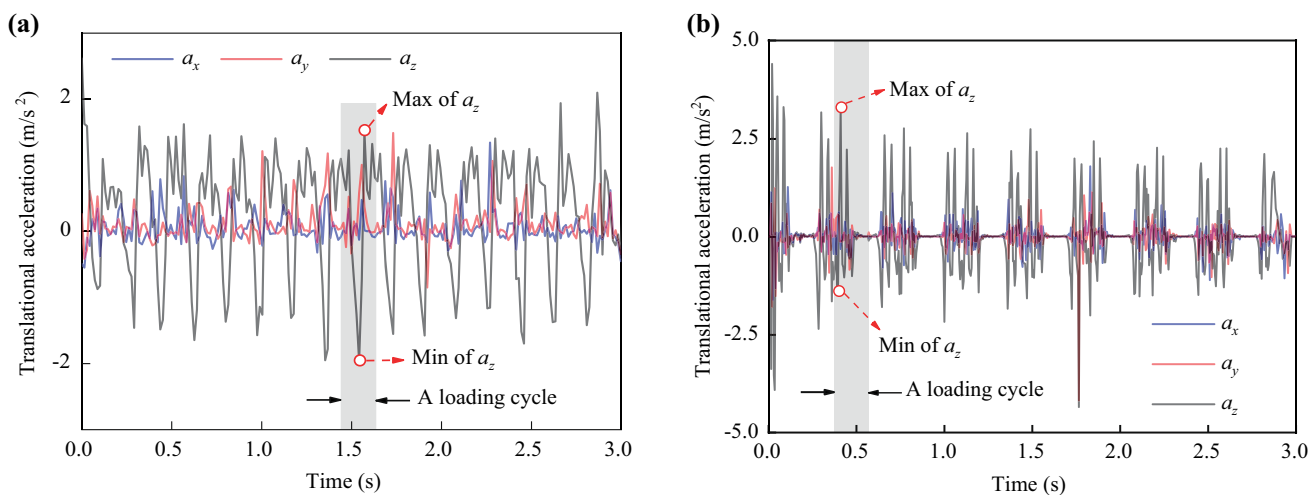 (a)
Translational acceleration (m/s²)
2
0
-2
a_x a_y a_z
Max of a_z
Min of a_z
A loading cycle
0.0 0.5 1.0 1.5 2.0 2.5 3.0
Time (s)
(b)
Translational acceleration (m/s²)
5.0
2.5
0.0
-2.5
-5.0
Max of a_z
Min of a_z
A loading cycle
a_x
a_y
a_z
0.0 0.5 1.0 1.5 2.0 2.5 3.0
Time (s)